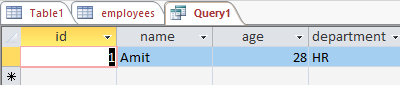 Table1 employees Query1
id name age department
1 Amit 28 HR